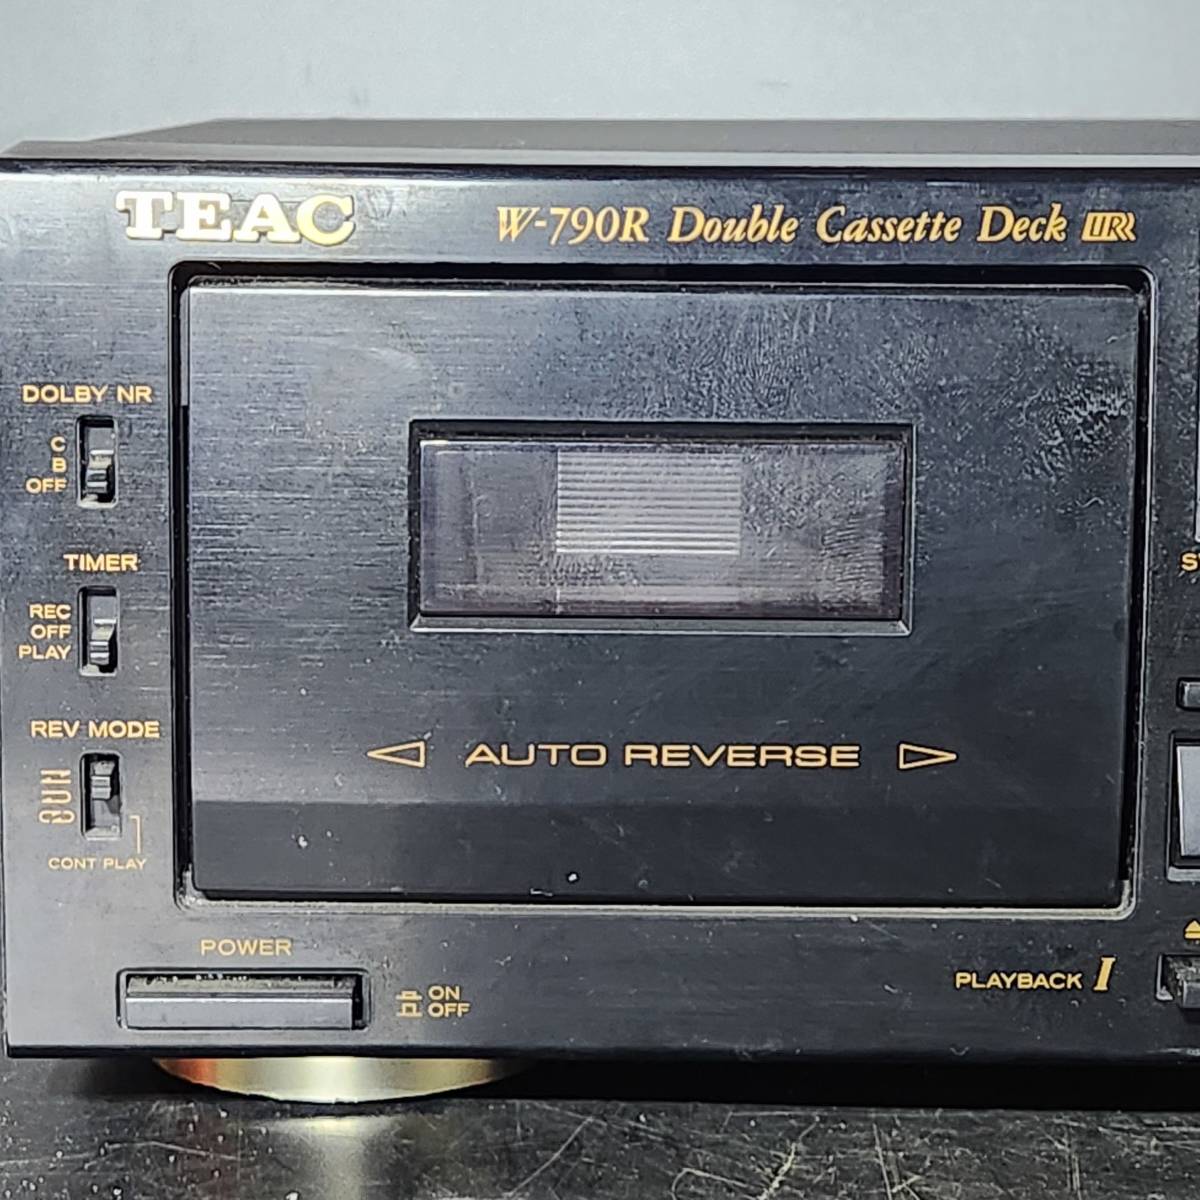 TEAC
W-790R Double Cassette Deck
DOLBY NR
C
B
OFF
TIMER
REC
OFF
PLAY
REV MODE
CONT PLAY
AUTO REVERSE
POWER
ON
OFF
PLAYBACK I